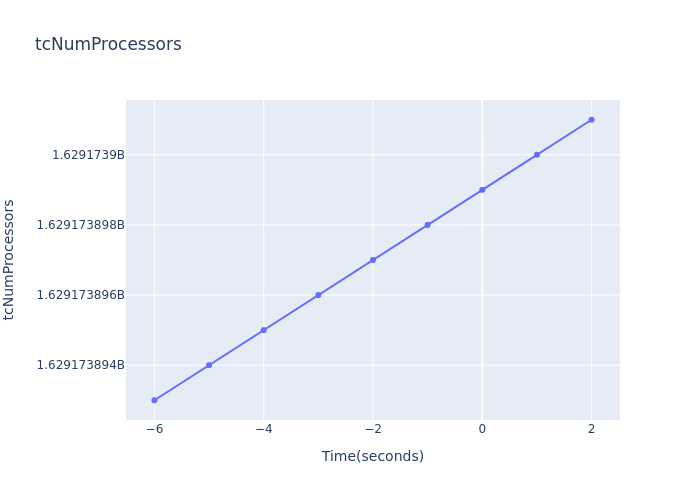 tcNumProcessors
tcNumProcessors
1.6291739B
1.629173898B
1.629173896B
1.629173894B
−6
−4
−2
0
2
Time(seconds)